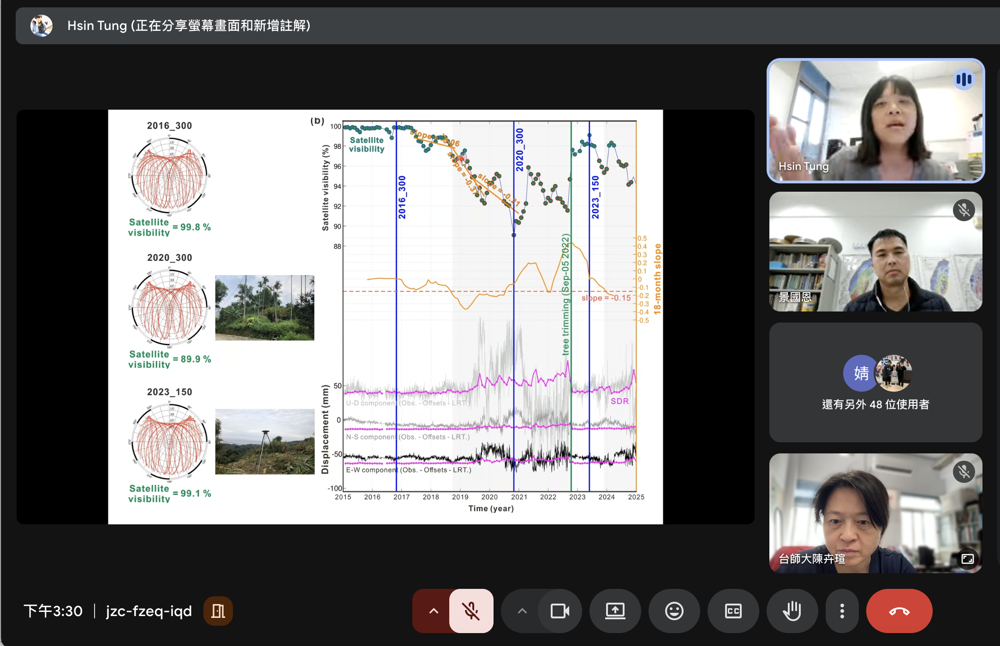 Hsin Tung (正在分享螢幕畫面和新增註解)
2016_300
Satellite visibility = 99.8 %
2020_300
Satellite visibility = 89.9 %
2023_150
Satellite visibility = 99.1 %
(b)
Satellite visibility (%)
100
98
96
94
92
90
88
Satellite
visibility
slope = -0.06
slope = -0.37
slope = -0.21
2016_300
2020_300
2023_150
tree trimming (Sep-05 2022)
0.5
0.4
0.3
0.2
0.1
0
-0.1
-0.2
-0.3
-0.4
-0.5
18-month slope
slope = -0.15
Displacement (mm)
50
0
-50
-100
SDR
U-D component (Obs. - Offsets - LRT.)
N-S component (Obs. - Offsets - LRT.)
E-W component (Obs. - Offsets - LRT.)
2015 2016 2017 2018 2019 2020 2021 2022 2023 2024 2025
Time (year)
Hsin Tung
景國恩
婧
還有另外 48 位使用者
台師大陳卉瑄
下午3:30 | jzc-fzeq-iqd
CC